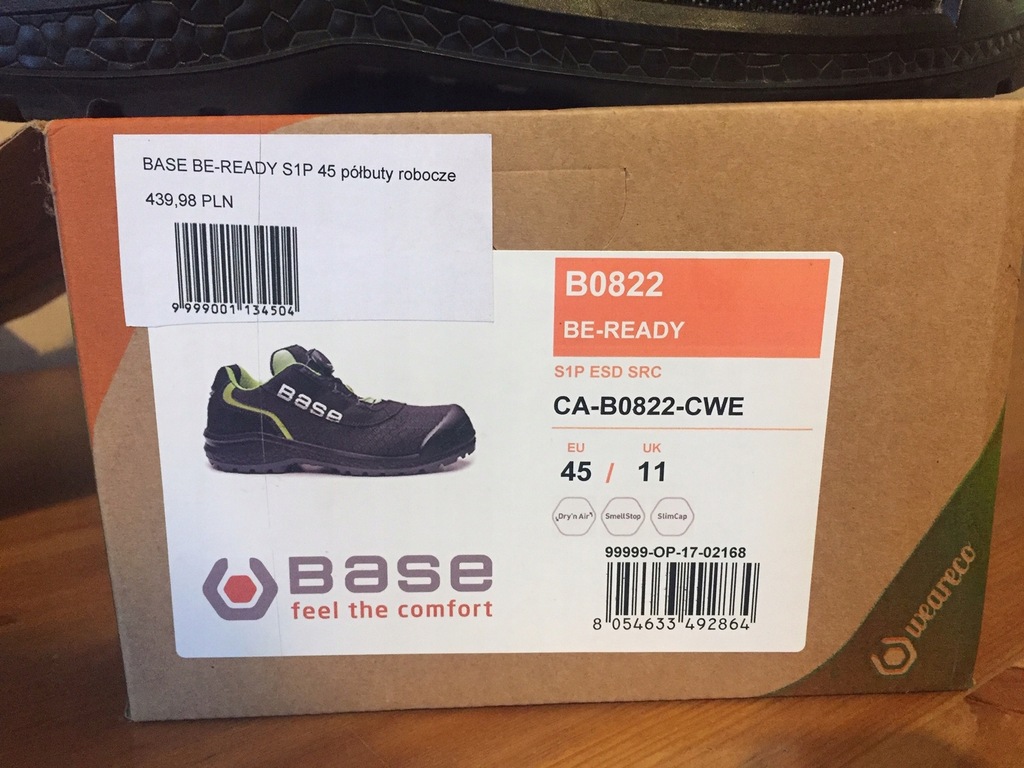 BASE BE-READY S1P 45 półbuty robocze
439,98 PLN
9 999001 134504
B0822
BE-READY
S1P ESD SRC
CA-B0822-CWE
EU UK
45 / 11
Dry'n Air SmellStop SlimCap
99999-OP-17-02168
8 054633 492864
Base
Base
feel the comfort
weareco